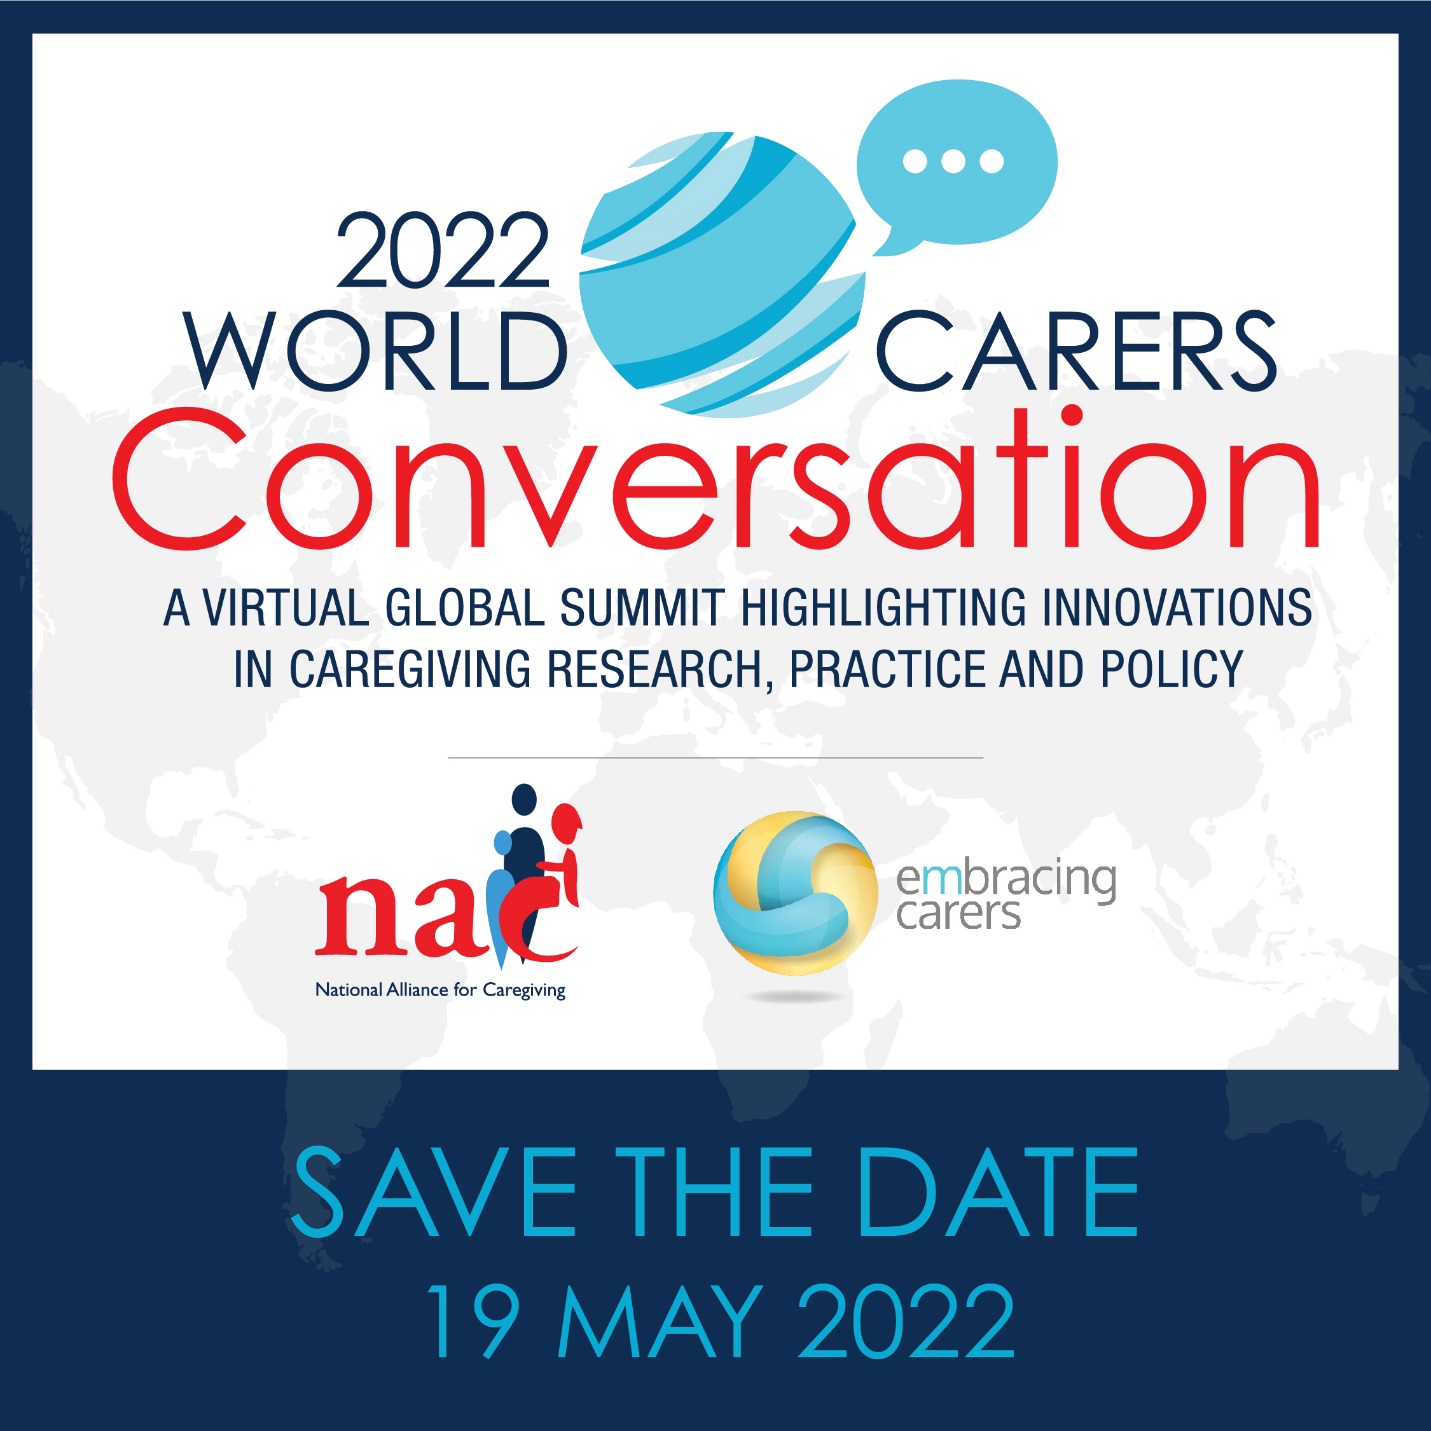 2022
WORLD CARERS
Conversation
A VIRTUAL GLOBAL SUMMIT HIGHLIGHTING INNOVATIONS
IN CAREGIVING RESEARCH, PRACTICE AND POLICY
nac
National Alliance for Caregiving
embracing
carers
SAVE THE DATE
19 MAY 2022